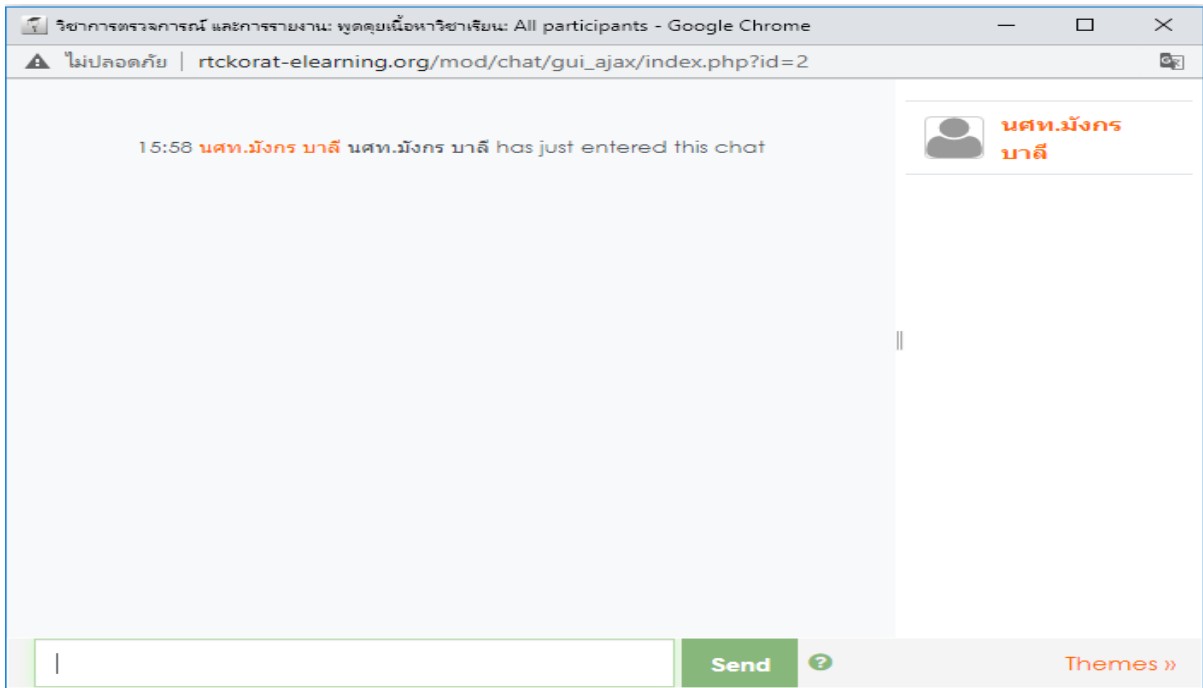 วิชาการตรวจการณ์ และการรายงาน: พูดคุยเนื้อหาวิชาเรียน: All participants - Google Chrome
ไม่ปลอดภัย | rtckorat-elearning.org/mod/chat/gui_ajax/index.php?id=2
15:58 นศท.มังกร บาลี นศท.มังกร บาลี has just entered this chat
นศท.มังกร
บาลี
Send
Themes »